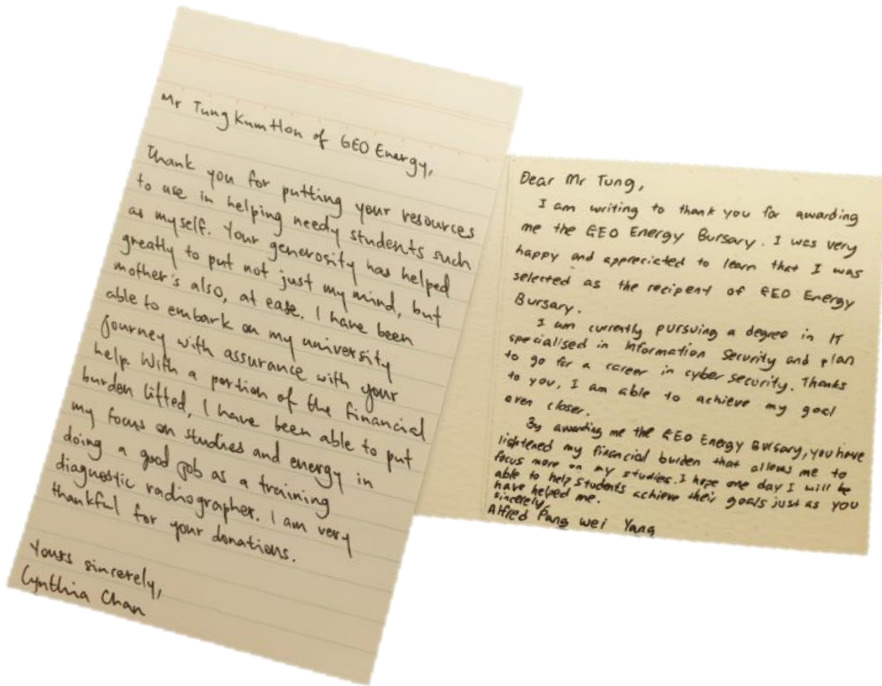 Mr Tung Kum Hon of GEO Energy,
Thank you for putting your resources
to use in helping needy students such
as myself. Your generosity has helped
greatly to put not just my mind, but
mother's also, at ease. I have been
able to embark on my university
journey with assurance with your
help. With a portion of the financial
burden lifted, I have been able to put
my focus on studies and energy in
doing a good job as a training
diagnostic radiographer. I am very
thankful for your donations.
Yours sincerely,
Cynthia Chan
Dear Mr Tung,
I am writing to thank you for awarding
me the GEO Energy Bursary. I was very
happy and appreciated to learn that I was
selected as the recipient of GEO Energy
Bursary.
I am currently pursuing a degree in IT
specialised in Information Security and plan
to go for a career in cyber security. Thanks
to you, I am able to achieve my goal
even closer.
By awarding me the GEO Energy Bursary, you have
lightened my financial burden that allows me to
focus more on my studies. I hope one day I will be
able to help students achieve their goals just as you
have helped me.
Sincerely,
Alfred Pang Wei Yang